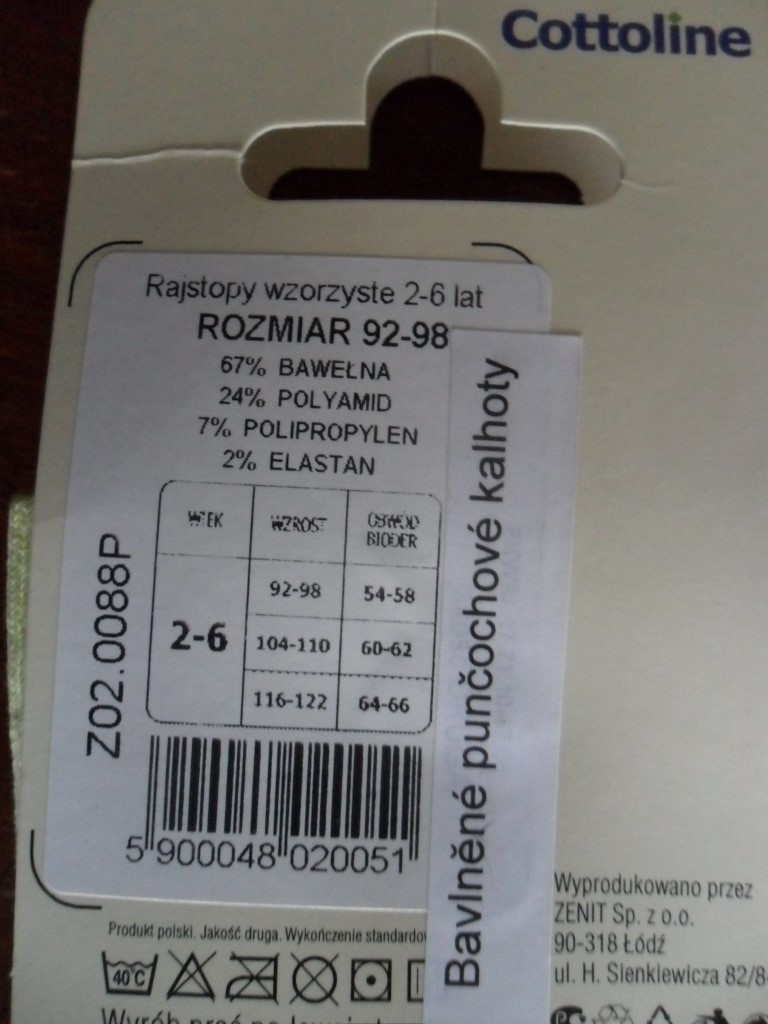 Cottoline
Rajstopy wzorzyste 2-6 lat
ROZMIAR 92-98
67% BAWEŁNA
24% POLYAMID
7% POLIPROPYLEN
2% ELASTAN
WIEK WZROST OBWÓD BIODER
92-98 54-58
2-6 104-110 60-62
116-122 64-66
Z02.0088P
5 900048 020051
Bavlněné punčochové kalhoty
Produkt polski. Jakość druga. Wykończenie
40°C
Wyrób prać
Wyprodukowano przez
ZENIT Sp. z o.o.
90-318 Łódź
ul. H. Sienkiewicza 82/8